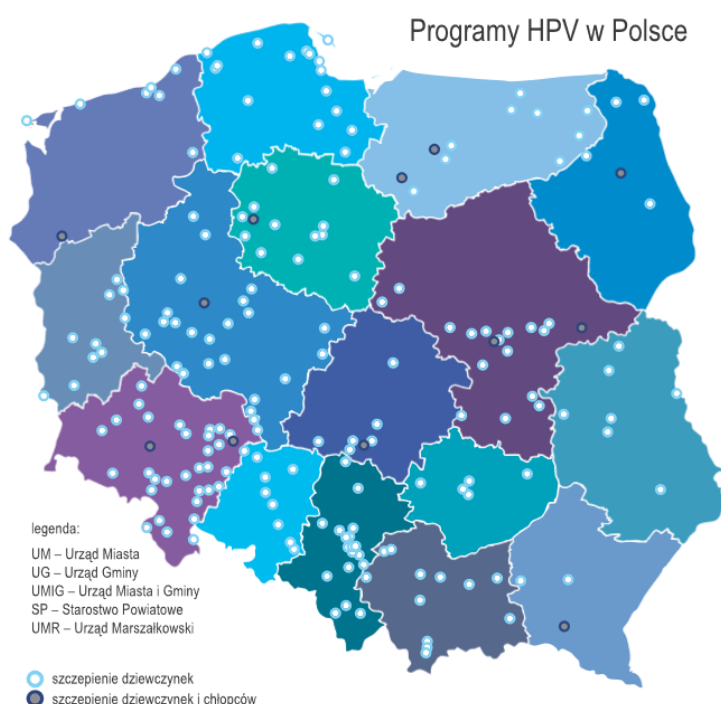 Programy HPV w Polsce
legenda:
UM – Urząd Miasta
UG – Urząd Gminy
UMIG – Urząd Miasta i Gminy
SP – Starostwo Powiatowe
UMR – Urząd Marszałkowski
szczepienie dziewczynek
szczepienie dziewczynek i chłopców